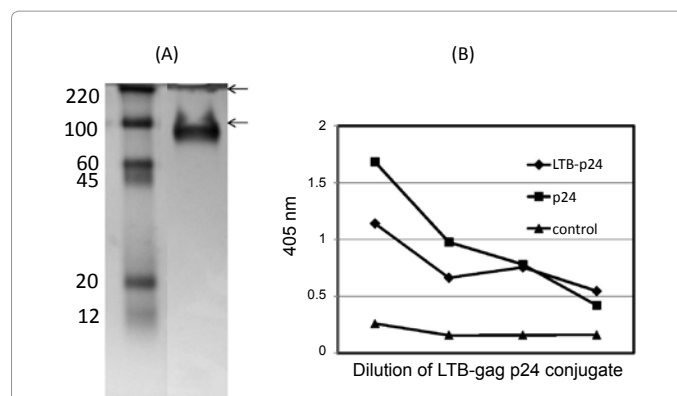 (A)
220
100
60
45
20
12
(B)
2
1.5
1
0.5
0
405 nm
LTB-p24
p24
control
Dilution of LTB-gag p24 conjugate